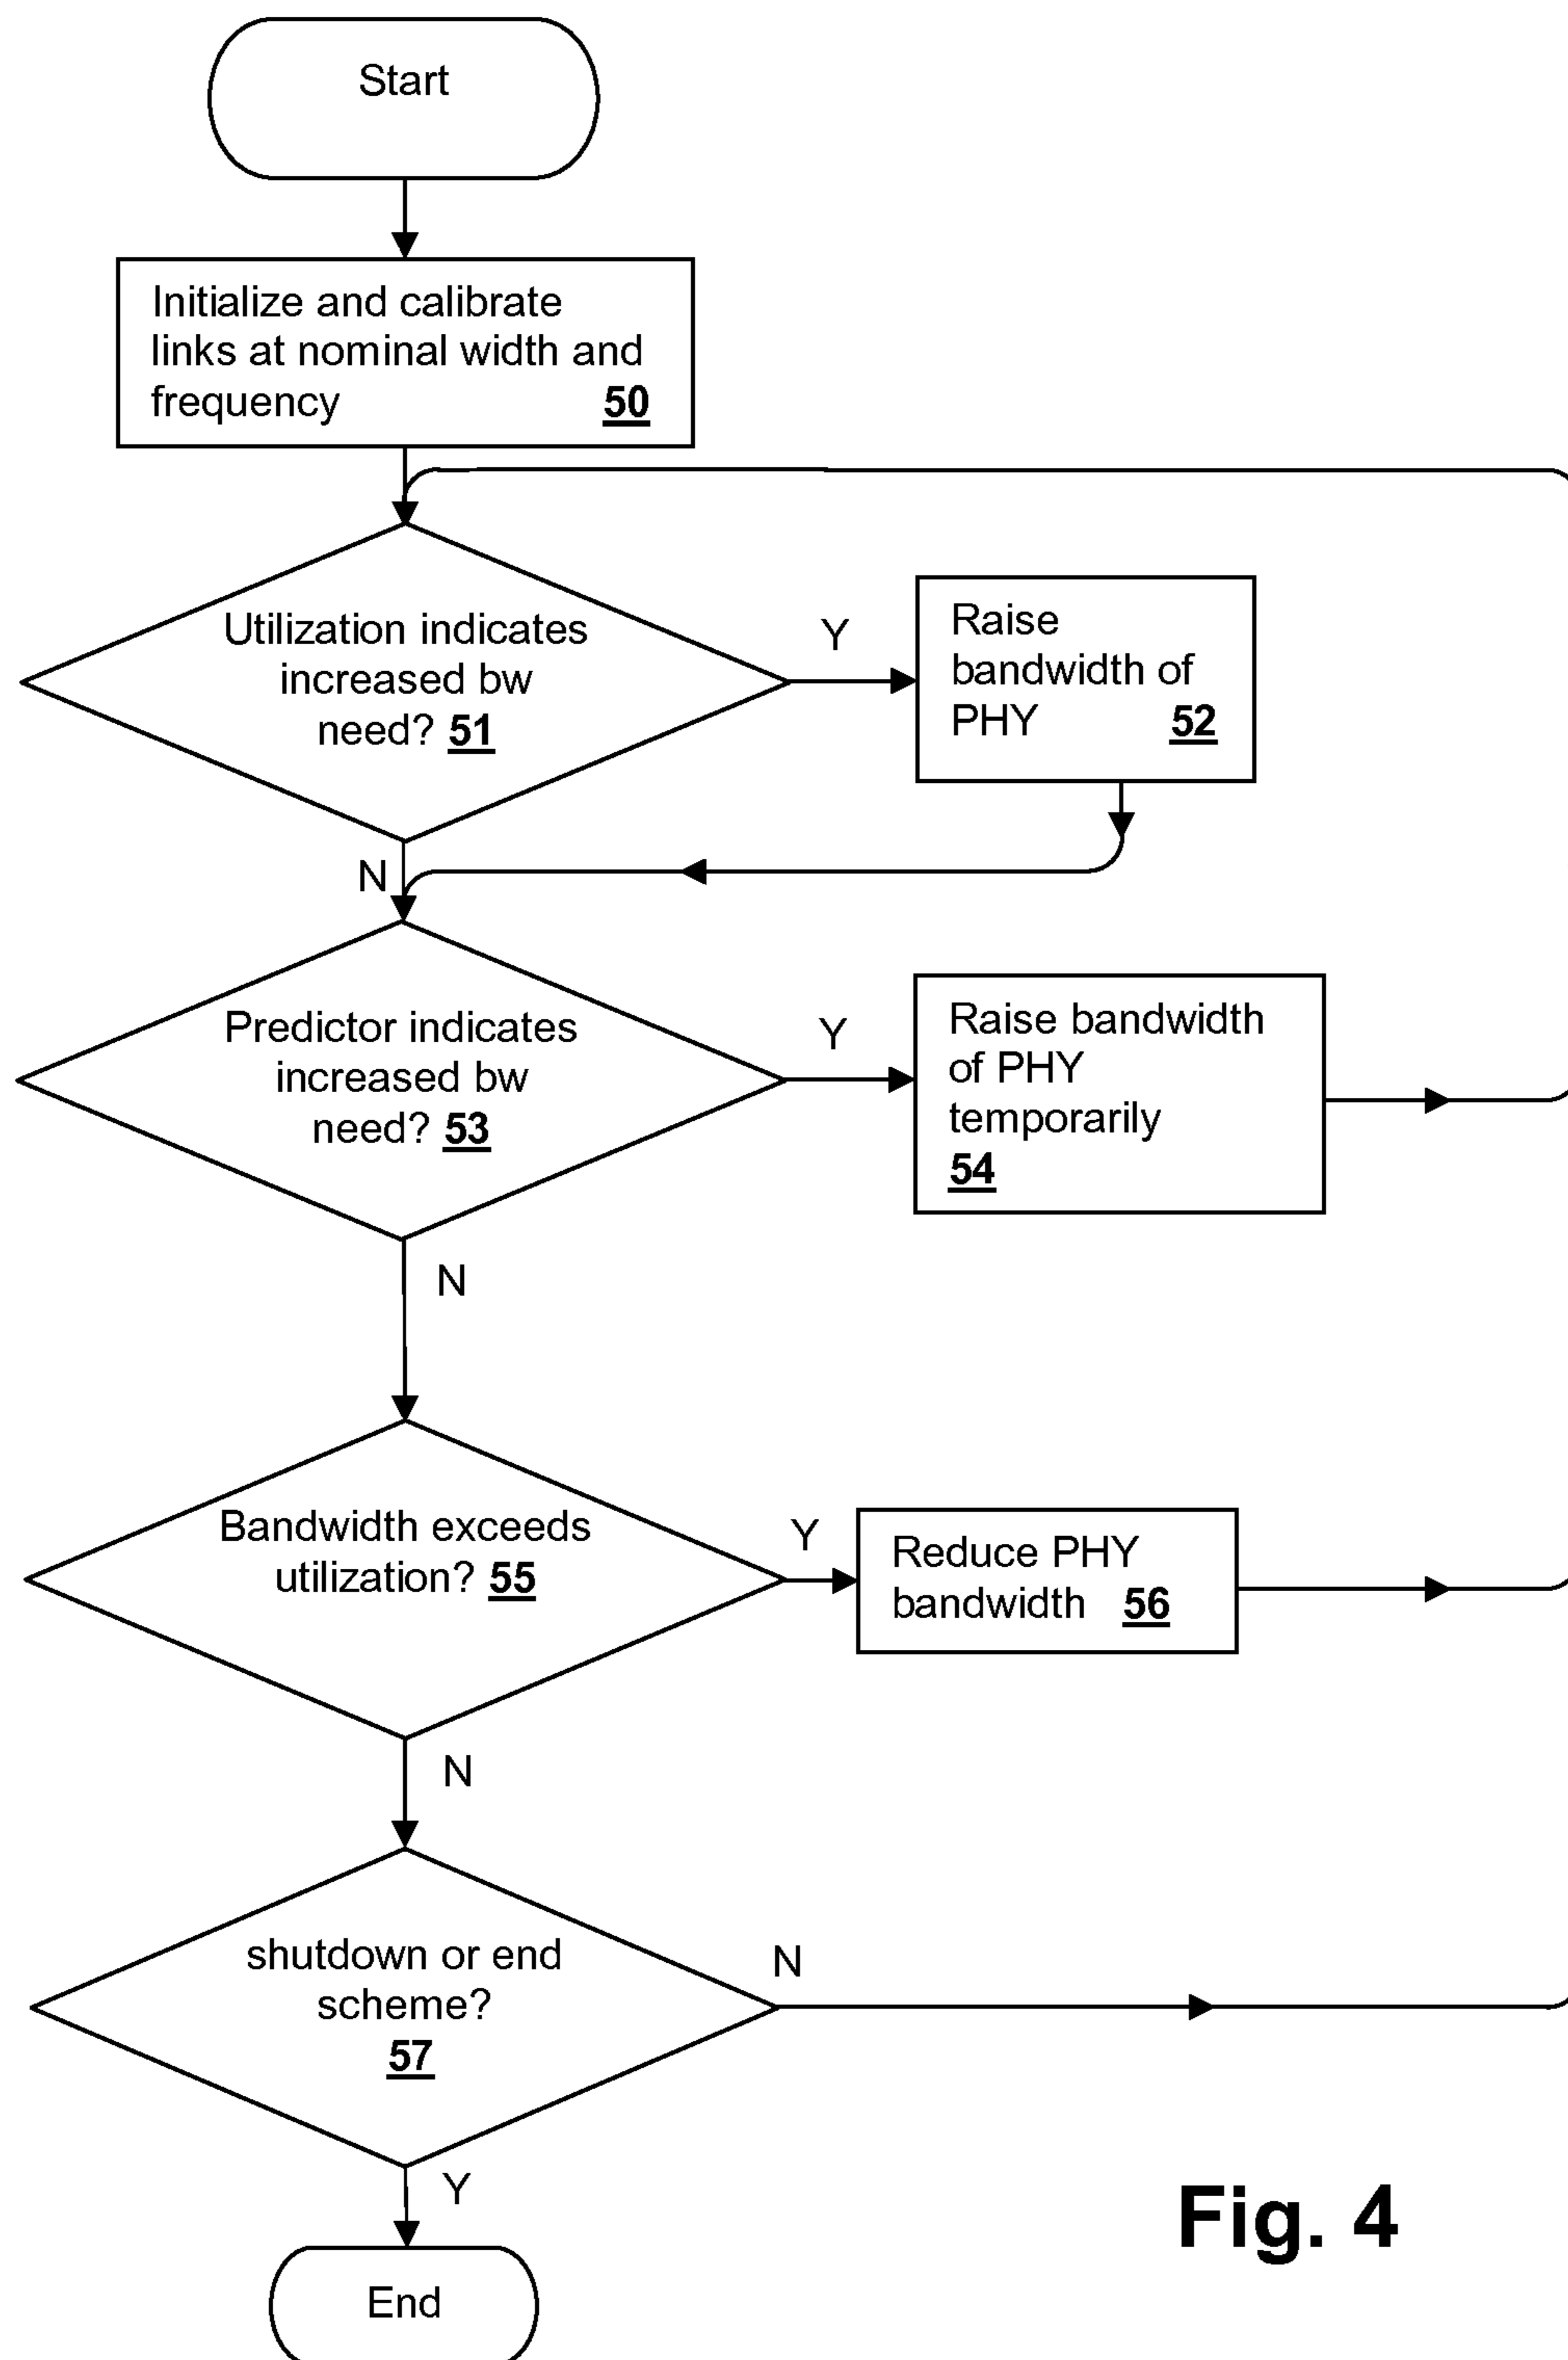 Start
Initialize and calibrate
links at nominal width and
frequency 50
Utilization indicates
increased bw
need? 51
Y
Raise
bandwidth of
PHY 52
N
Predictor indicates
increased bw
need? 53
Y
Raise bandwidth
of PHY
temporarily
54
N
Bandwidth exceeds
utilization? 55
Y
Reduce PHY
bandwidth 56
N
shutdown or end
scheme?
57
N
Y
End
Fig. 4